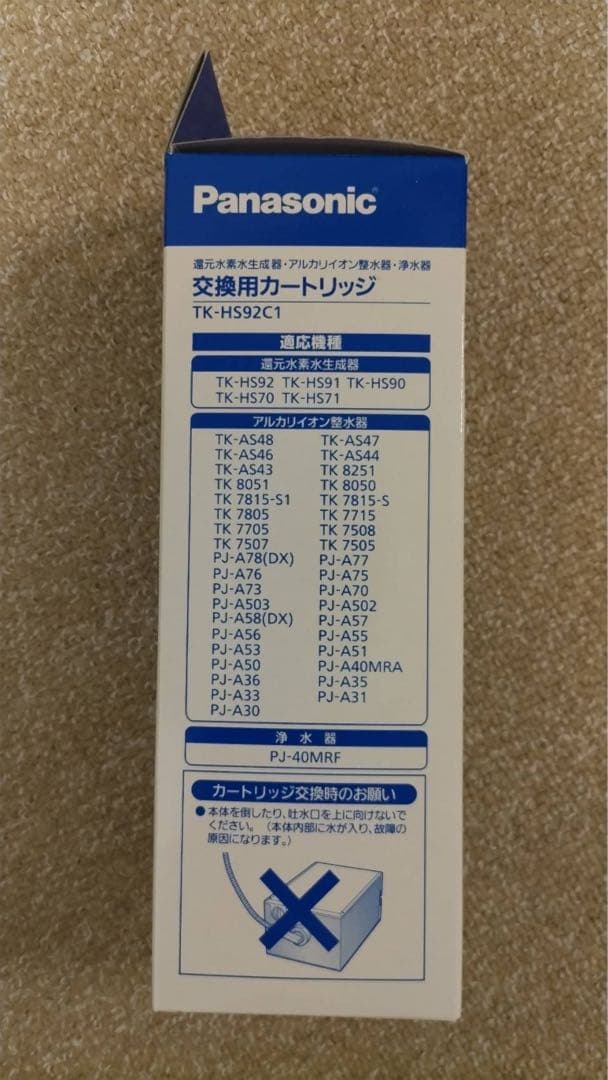 Panasonic
還元水素水生成器・アルカリイオン整水器・浄水器
交換用カートリッジ
TK-HS92C1
適応機種
還元水素水生成器
TK-HS92 TK-HS91 TK-HS90
TK-HS70 TK-HS71
アルカリイオン整水器
TK-AS48 TK-AS47
TK-AS46 TK-AS44
TK-AS43 TK 8251
TK 8051 TK 8050
TK 7815-S1 TK 7815-S
TK 7805 TK 7715
TK 7705 TK 7508
TK 7507 TK 7505
PJ-A78(DX) PJ-A77
PJ-A76 PJ-A75
PJ-A73 PJ-A70
PJ-A503 PJ-A502
PJ-A58(DX) PJ-A57
PJ-A56 PJ-A55
PJ-A53 PJ-A51
PJ-A50 PJ-A40MRA
PJ-A36 PJ-A35
PJ-A33 PJ-A31
PJ-A30
浄水器
PJ-40MRF
カートリッジ交換時のお願い
●本体を倒したり、吐水口を上に向けないで
ください。(本体内部に水が入り、故障の
原因になります。)